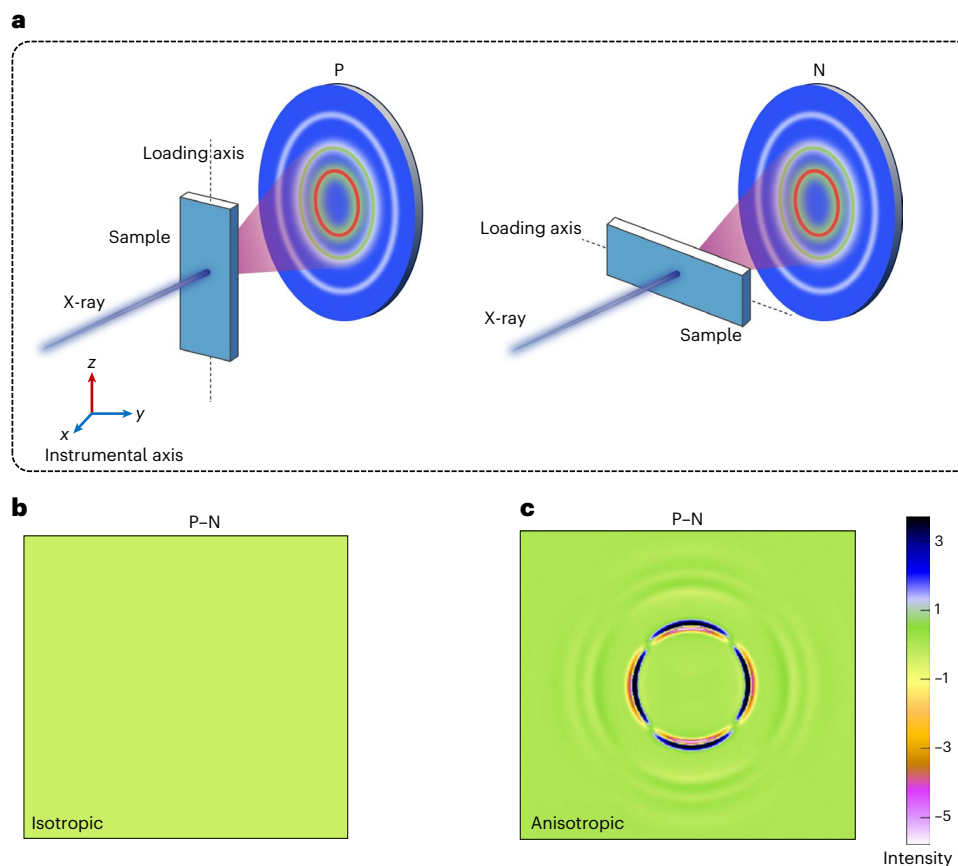 a
P
N
Loading axis
Loading axis
Sample
X-ray
X-ray
Sample
z
y
x
Instrumental axis
b
P–N
c
P–N
3
1
–1
–3
–5
Isotropic
Anisotropic
Intensity